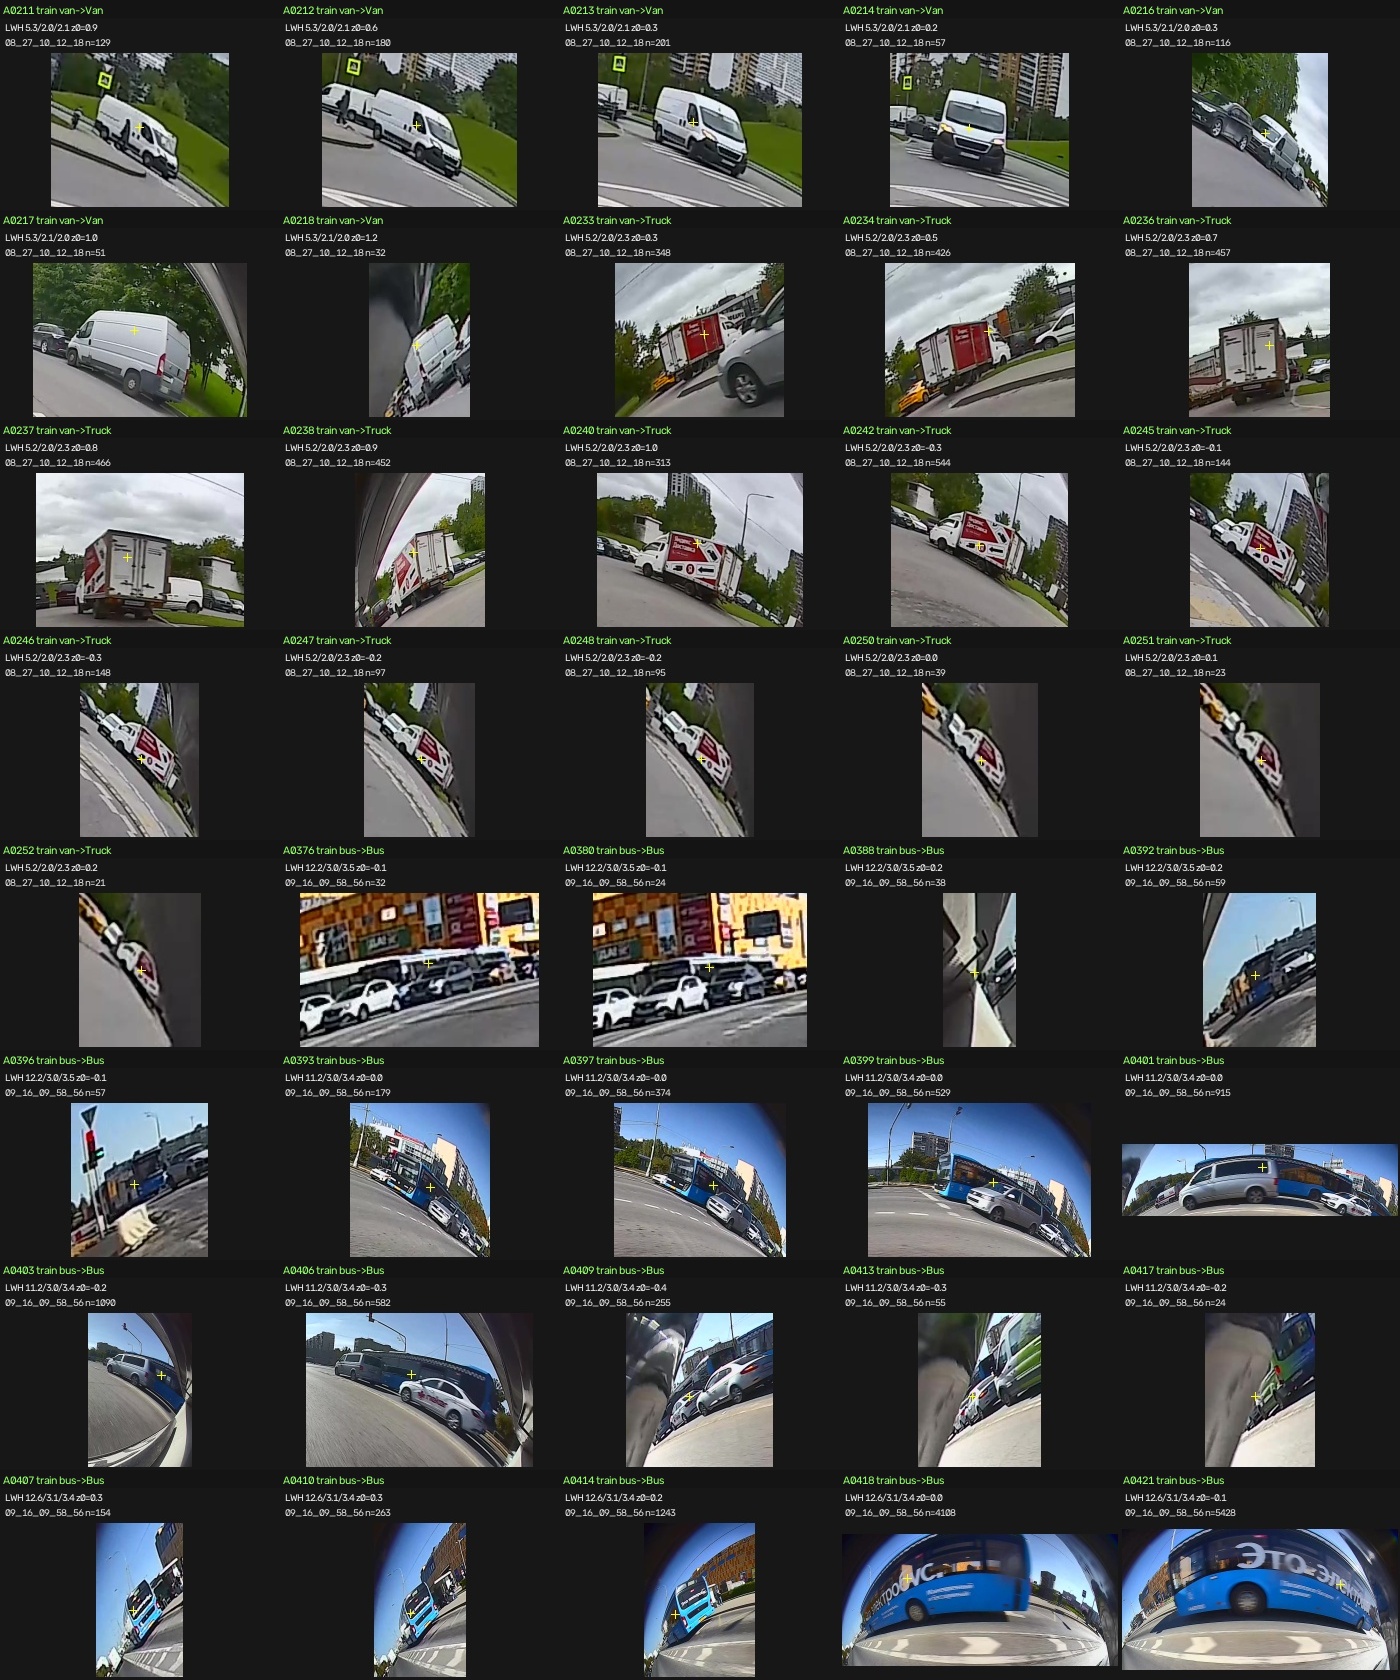 A0211 train van->Van
LWH 5.3/2.0/2.1 z0=0.9
08_27_10_12_18 n=129
A0212 train van->Van
LWH 5.3/2.0/2.1 z0=0.6
08_27_10_12_18 n=180
A0213 train van->Van
LWH 5.3/2.0/2.1 z0=0.3
08_27_10_12_18 n=201
A0214 train van->Van
LWH 5.3/2.0/2.1 z0=0.2
08_27_10_12_18 n=57
A0216 train van->Van
LWH 5.3/2.1/2.0 z0=0.3
08_27_10_12_18 n=116
A0217 train van->Van
LWH 5.3/2.1/2.0 z0=1.0
08_27_10_12_18 n=51
A0218 train van->Van
LWH 5.3/2.1/2.0 z0=1.2
08_27_10_12_18 n=32
A0233 train van->Truck
LWH 5.2/2.0/2.3 z0=0.3
08_27_10_12_18 n=348
A0234 train van->Truck
LWH 5.2/2.0/2.3 z0=0.5
08_27_10_12_18 n=426
A0236 train van->Truck
LWH 5.2/2.0/2.3 z0=0.7
08_27_10_12_18 n=457
A0237 train van->Truck
LWH 5.2/2.0/2.3 z0=0.8
08_27_10_12_18 n=466
A0238 train van->Truck
LWH 5.2/2.0/2.3 z0=0.9
08_27_10_12_18 n=452
A0240 train van->Truck
LWH 5.2/2.0/2.3 z0=1.0
08_27_10_12_18 n=313
Яндекс
Доставка
A0242 train van->Truck
LWH 5.2/2.0/2.3 z0=-0.3
08_27_10_12_18 n=544
Яндекс
Доставка
A0245 train van->Truck
LWH 5.2/2.0/2.3 z0=-0.1
08_27_10_12_18 n=144
A0246 train van->Truck
LWH 5.2/2.0/2.3 z0=-0.3
08_27_10_12_18 n=148
A0247 train van->Truck
LWH 5.2/2.0/2.3 z0=-0.2
08_27_10_12_18 n=97
A0248 train van->Truck
LWH 5.2/2.0/2.3 z0=-0.2
08_27_10_12_18 n=95
A0250 train van->Truck
LWH 5.2/2.0/2.3 z0=0.0
08_27_10_12_18 n=39
A0251 train van->Truck
LWH 5.2/2.0/2.3 z0=0.1
08_27_10_12_18 n=23
A0252 train van->Truck
LWH 5.2/2.0/2.3 z0=0.2
08_27_10_12_18 n=21
A0376 train bus->Bus
LWH 12.2/3.0/3.5 z0=-0.1
09_16_09_58_56 n=32
A0380 train bus->Bus
LWH 12.2/3.0/3.5 z0=-0.1
09_16_09_58_56 n=24
A0388 train bus->Bus
LWH 12.2/3.0/3.5 z0=0.2
09_16_09_58_56 n=38
A0392 train bus->Bus
LWH 12.2/3.0/3.5 z0=0.2
09_16_09_58_56 n=59
A0396 train bus->Bus
LWH 12.2/3.0/3.5 z0=-0.1
09_16_09_58_56 n=57
A0393 train bus->Bus
LWH 11.2/3.0/3.4 z0=0.0
09_16_09_58_56 n=179
A0397 train bus->Bus
LWH 11.2/3.0/3.4 z0=-0.0
09_16_09_58_56 n=374
A0399 train bus->Bus
LWH 11.2/3.0/3.4 z0=0.0
09_16_09_58_56 n=529
A0401 train bus->Bus
LWH 11.2/3.0/3.4 z0=0.0
09_16_09_58_56 n=915
A0403 train bus->Bus
LWH 11.2/3.0/3.4 z0=-0.2
09_16_09_58_56 n=1090
A0406 train bus->Bus
LWH 11.2/3.0/3.4 z0=-0.3
09_16_09_58_56 n=582
A0409 train bus->Bus
LWH 11.2/3.0/3.4 z0=-0.4
09_16_09_58_56 n=255
A0413 train bus->Bus
LWH 11.2/3.0/3.4 z0=-0.3
09_16_09_58_56 n=55
A0417 train bus->Bus
LWH 11.2/3.0/3.4 z0=-0.2
09_16_09_58_56 n=24
A0407 train bus->Bus
LWH 12.6/3.1/3.4 z0=0.3
09_16_09_58_56 n=154
A0410 train bus->Bus
LWH 12.6/3.1/3.4 z0=0.3
09_16_09_58_56 n=263
A0414 train bus->Bus
LWH 12.6/3.1/3.4 z0=0.2
09_16_09_58_56 n=1243
A0418 train bus->Bus
LWH 12.6/3.1/3.4 z0=0.0
09_16_09_58_56 n=4108
A0421 train bus->Bus
LWH 12.6/3.1/3.4 z0=-0.1
09_16_09_58_56 n=5428
Это-элек